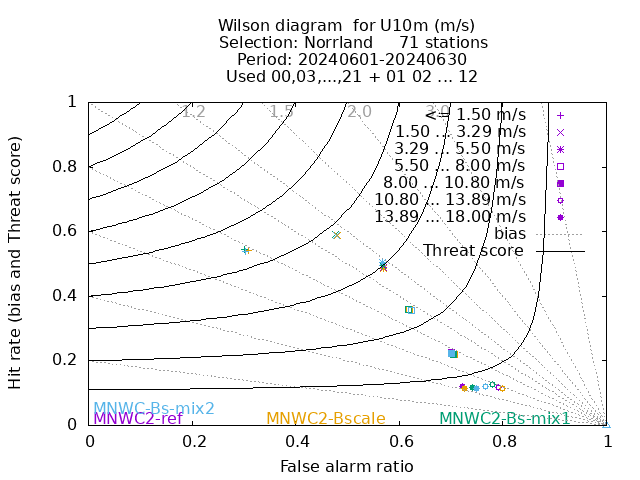 Wilson diagram  for U10m (m/s)
Selection: Norrland     71 stations
Period: 20240601-20240630
Used 00,03,...,21 + 01 02 ... 12
Hit rate (bias and Threat score)
1
0.8
0.6
0.4
0.2
0
1.2 1.5 2.0 3.0
<= 1.50 m/s
1.50 ... 3.29 m/s
3.29 ... 5.50 m/s
5.50 ... 8.00 m/s
8.00 ... 10.80 m/s
10.80 ... 13.89 m/s
13.89 ... 18.00 m/s
bias
Threat score
MNWC-Bs-mix2
MNWC2-ref MNWC2-Bscale MNWC2-Bs-mix1
0 0.2 0.4 0.6 0.8 1
False alarm ratio